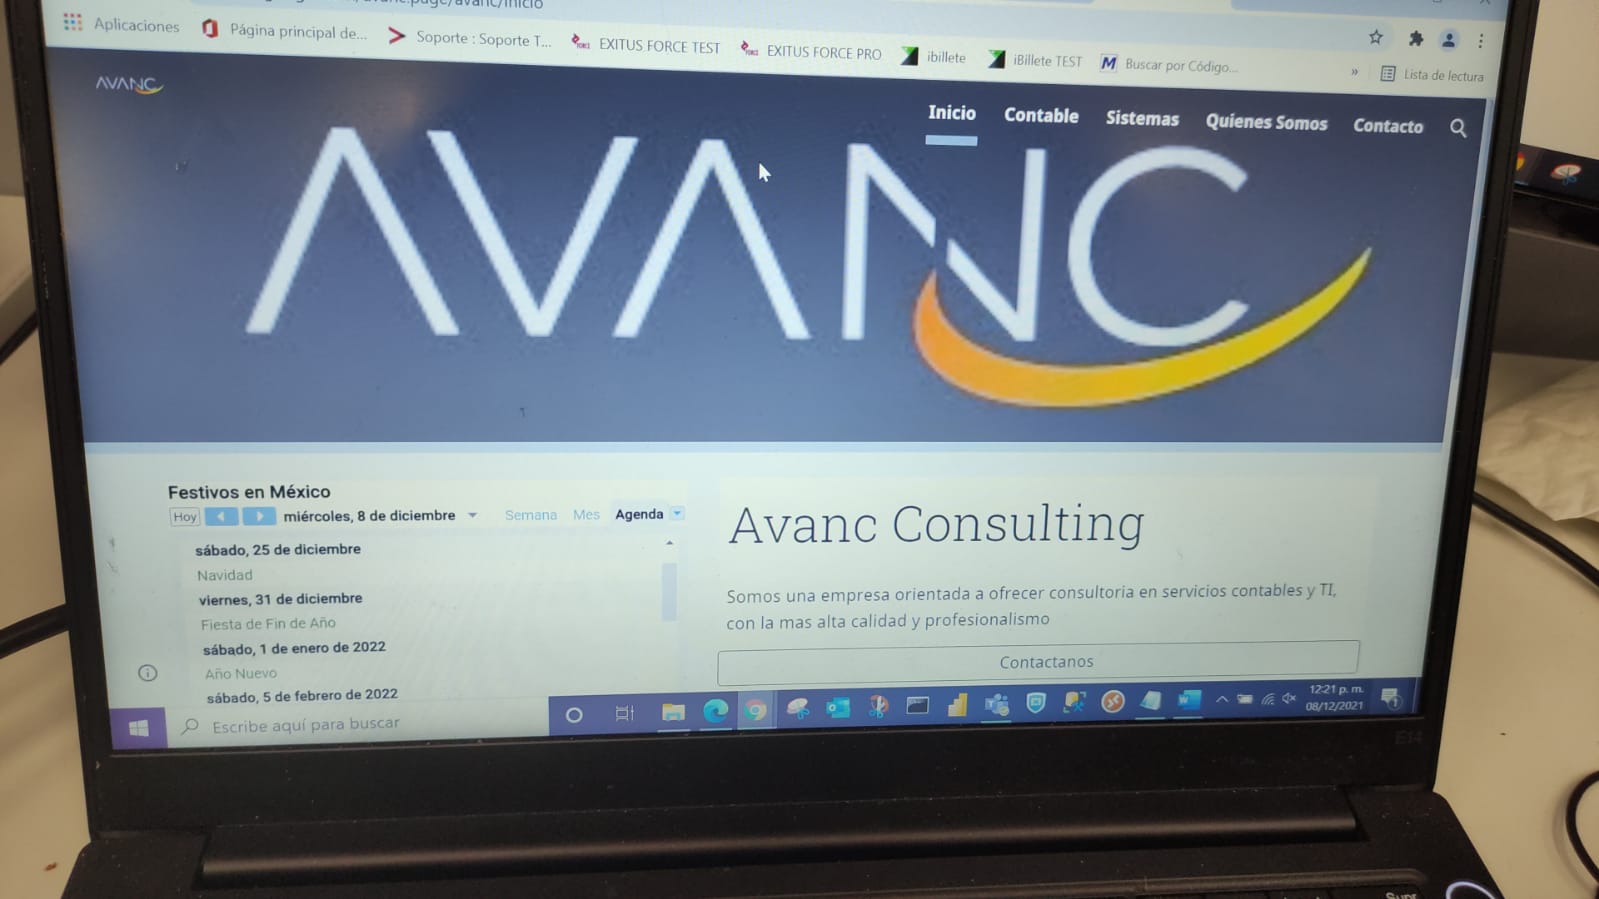 Aplicaciones
Página principal de...
Soporte : Soporte T...
EXITUS FORCE TEST
EXITUS FORCE PRO
ibillete
iBillete TEST
Buscar por Código...
»
Lista de lectura
AVANC
Inicio
Contable
Sistemas
Quienes Somos
Contacto
AVANC
Festivos en México
Hoy
miércoles, 8 de diciembre
Semana
Mes
Agenda
sábado, 25 de diciembre
Navidad
viernes, 31 de diciembre
Fiesta de Fin de Año
sábado, 1 de enero de 2022
Año Nuevo
sábado, 5 de febrero de 2022
Avanc Consulting
Somos una empresa orientada a ofrecer consultoria en servicios contables y TI,
con la mas alta calidad y profesionalismo
Contactanos
Escribe aquí para buscar
12:21 p. m.
08/12/2021
E14